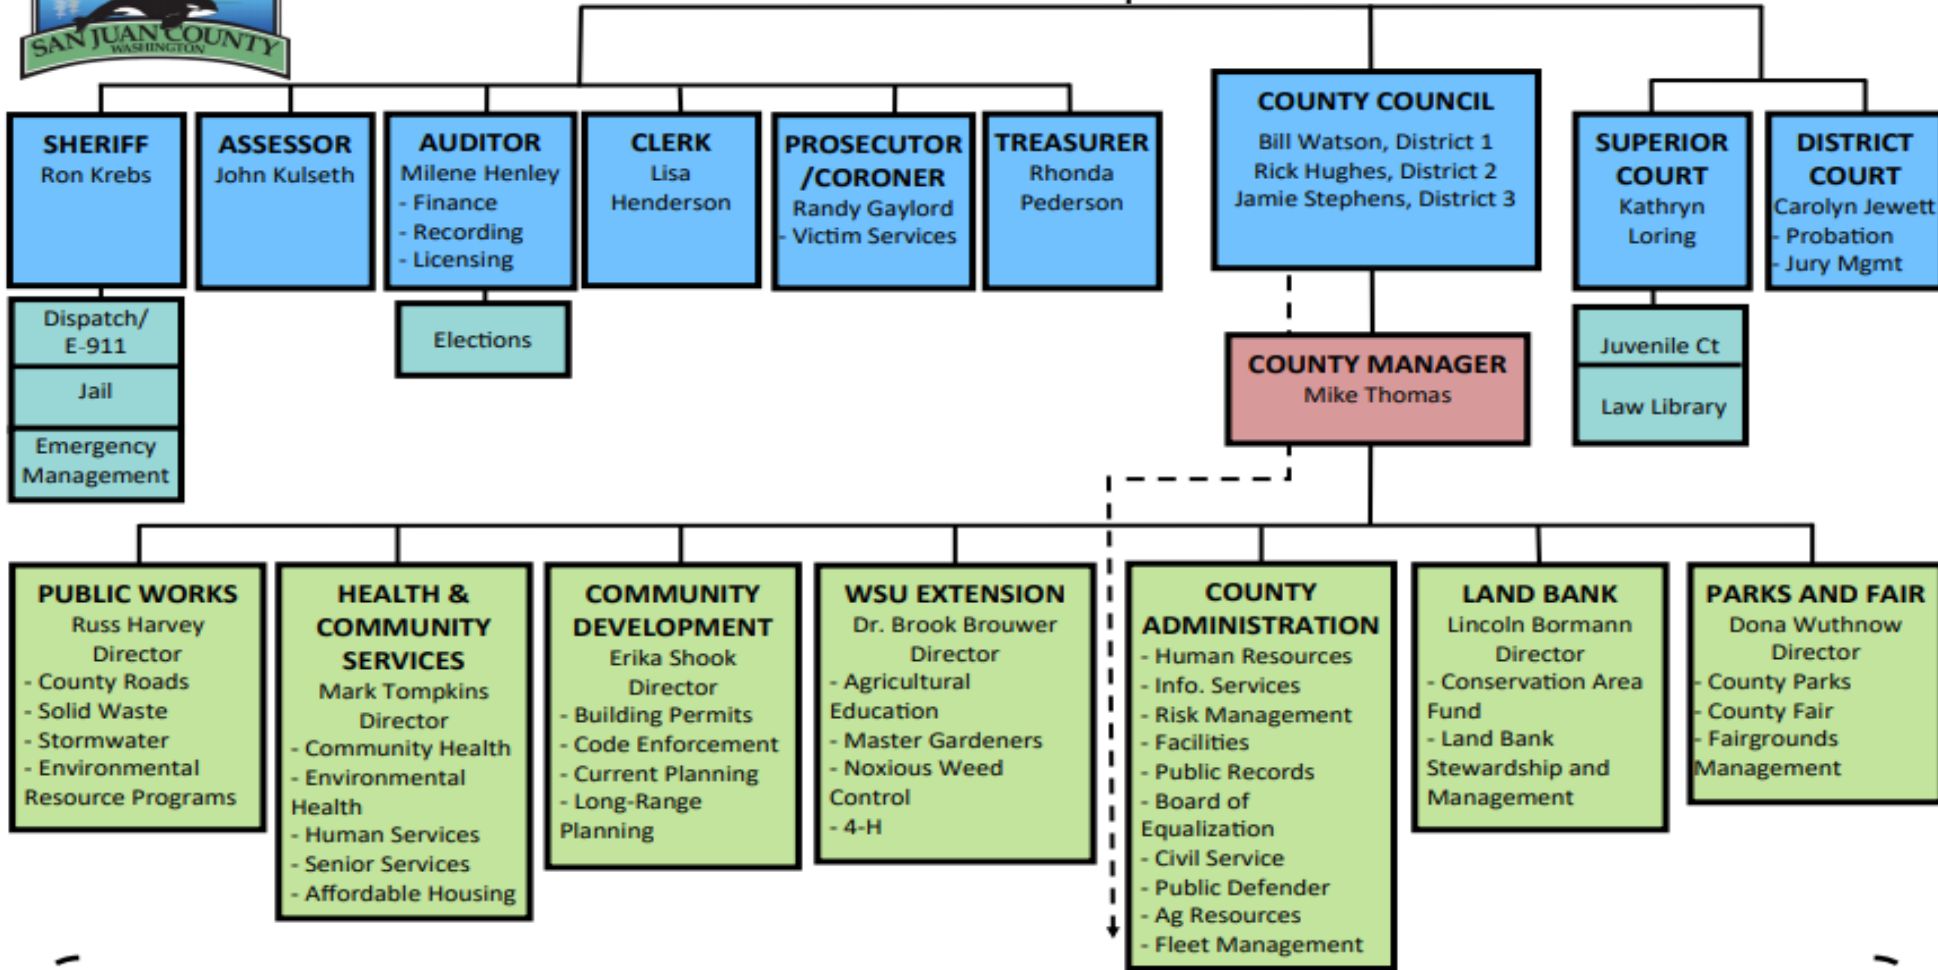 SAN JUAN COUNTY
WASHINGTON
SHERIFF
Ron Krebs
Dispatch/
E-911
Jail
Emergency
Management
ASSESSOR
John Kulseth
AUDITOR
Milene Henley
- Finance
- Recording
- Licensing
Elections
CLERK
Lisa
Henderson
PROSECUTOR
/CORONER
Randy Gaylord
- Victim Services
TREASURER
Rhonda
Pederson
COUNTY COUNCIL
Bill Watson, District 1
Rick Hughes, District 2
Jamie Stephens, District 3
SUPERIOR
COURT
Kathryn
Loring
Juvenile Ct
Law Library
DISTRICT
COURT
Carolyn Jewett
- Probation
- Jury Mgmt
COUNTY MANAGER
Mike Thomas
PUBLIC WORKS
Russ Harvey
Director
- County Roads
- Solid Waste
- Stormwater
- Environmental
Resource Programs
HEALTH &
COMMUNITY
SERVICES
Mark Tompkins
Director
- Community Health
- Environmental
Health
- Human Services
- Senior Services
- Affordable Housing
COMMUNITY
DEVELOPMENT
Erika Shook
Director
- Building Permits
- Code Enforcement
- Current Planning
- Long-Range
Planning
WSU EXTENSION
Dr. Brook Brouwer
Director
- Agricultural
Education
- Master Gardeners
- Noxious Weed
Control
- 4-H
COUNTY
ADMINISTRATION
- Human Resources
- Info. Services
- Risk Management
- Facilities
- Public Records
- Board of
Equalization
- Civil Service
- Public Defender
- Ag Resources
- Fleet Management
LAND BANK
Lincoln Bormann
Director
- Conservation Area
Fund
- Land Bank
Stewardship and
Management
PARKS AND FAIR
Dona Wuthnow
Director
- County Parks
- County Fair
- Fairgrounds
Management